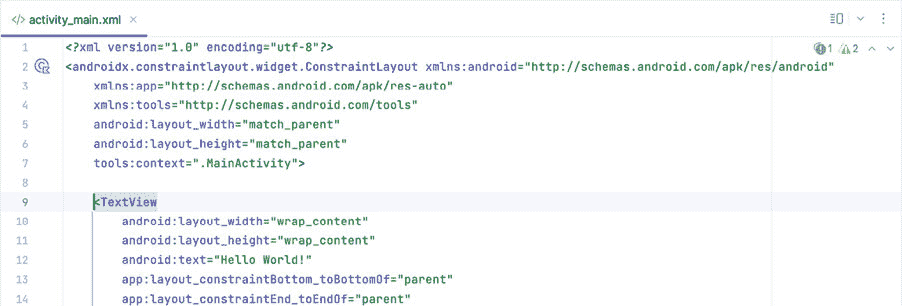 </> activity_main.xml ×
1 <?xml version="1.0" encoding="utf-8"?> 1 2
2 <androidx.constraintlayout.widget.ConstraintLayout xmlns:android="http://schemas.android.com/apk/res/android"
3 xmlns:app="http://schemas.android.com/apk/res-auto"
4 xmlns:tools="http://schemas.android.com/tools"
5 android:layout_width="match_parent"
6 android:layout_height="match_parent"
7 tools:context=".MainActivity">
8
9 <TextView
10 android:layout_width="wrap_content"
11 android:layout_height="wrap_content"
12 android:text="Hello World!"
13 app:layout_constraintBottom_toBottomOf="parent"
14 app:layout_constraintEnd_toEndOf="parent"